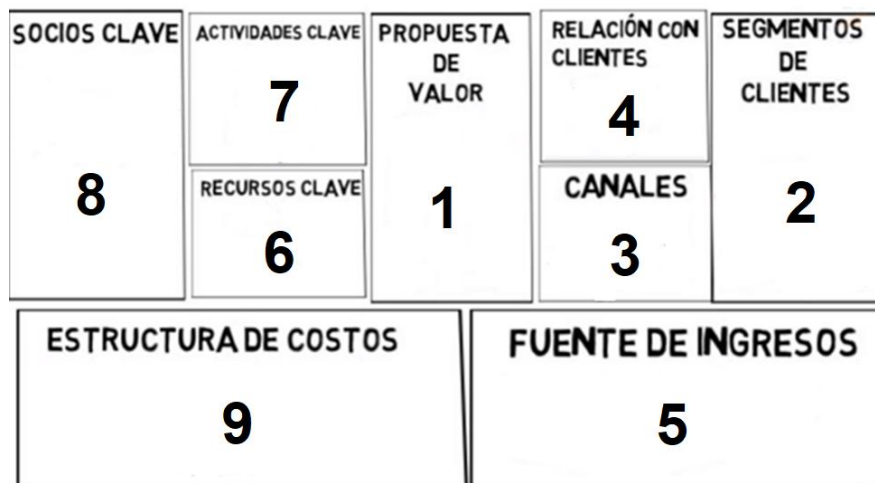 SOCIOS CLAVE
8
ACTIVIDADES CLAVE
7
RECURSOS CLAVE
6
PROPUESTA
DE
VALOR
1
RELACIÓN CON
CLIENTES
4
CANALES
3
SEGMENTOS
DE
CLIENTES
2
ESTRUCTURA DE COSTOS
9
FUENTE DE INGRESOS
5